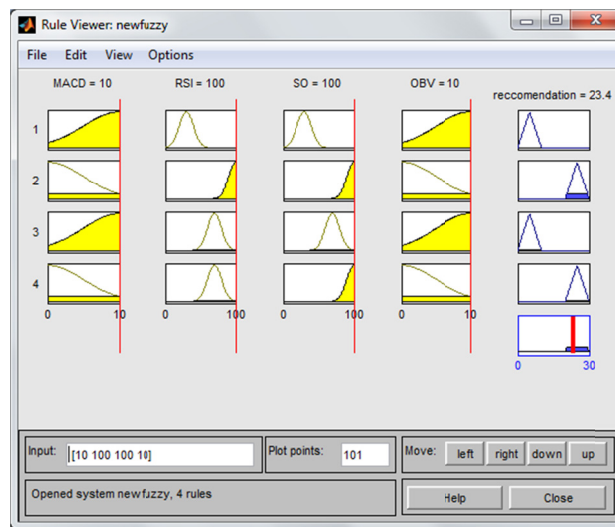 Rule Viewer: newfuzzy
File Edit View Options
MACD = 10 RSI = 100 SO = 100 OBV = 10 reccomendation = 23.4
1
2
3
4
0 10 0 100 0 100 0 10
0 30
Input: [10 100 100 10] Plot points: 101 Move: left right down up
Opened system newfuzzy, 4 rules Help Close